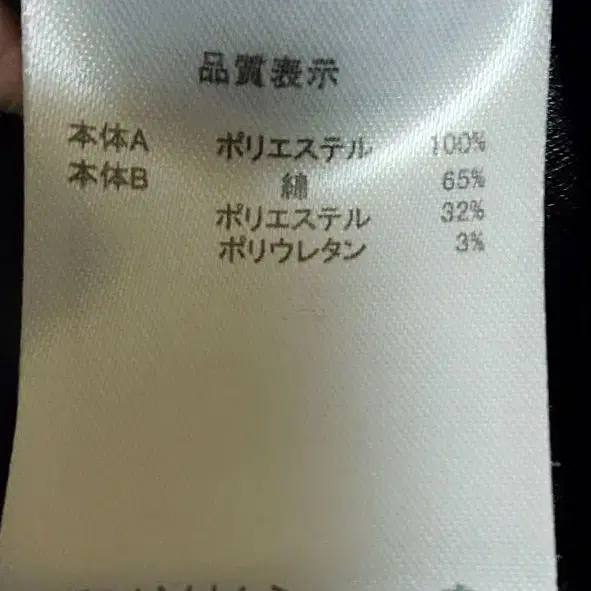 品質表示
本体A ポリエステル 100%
本体B 綿 65%
ポリエステル 32%
ポリウレタン 3%